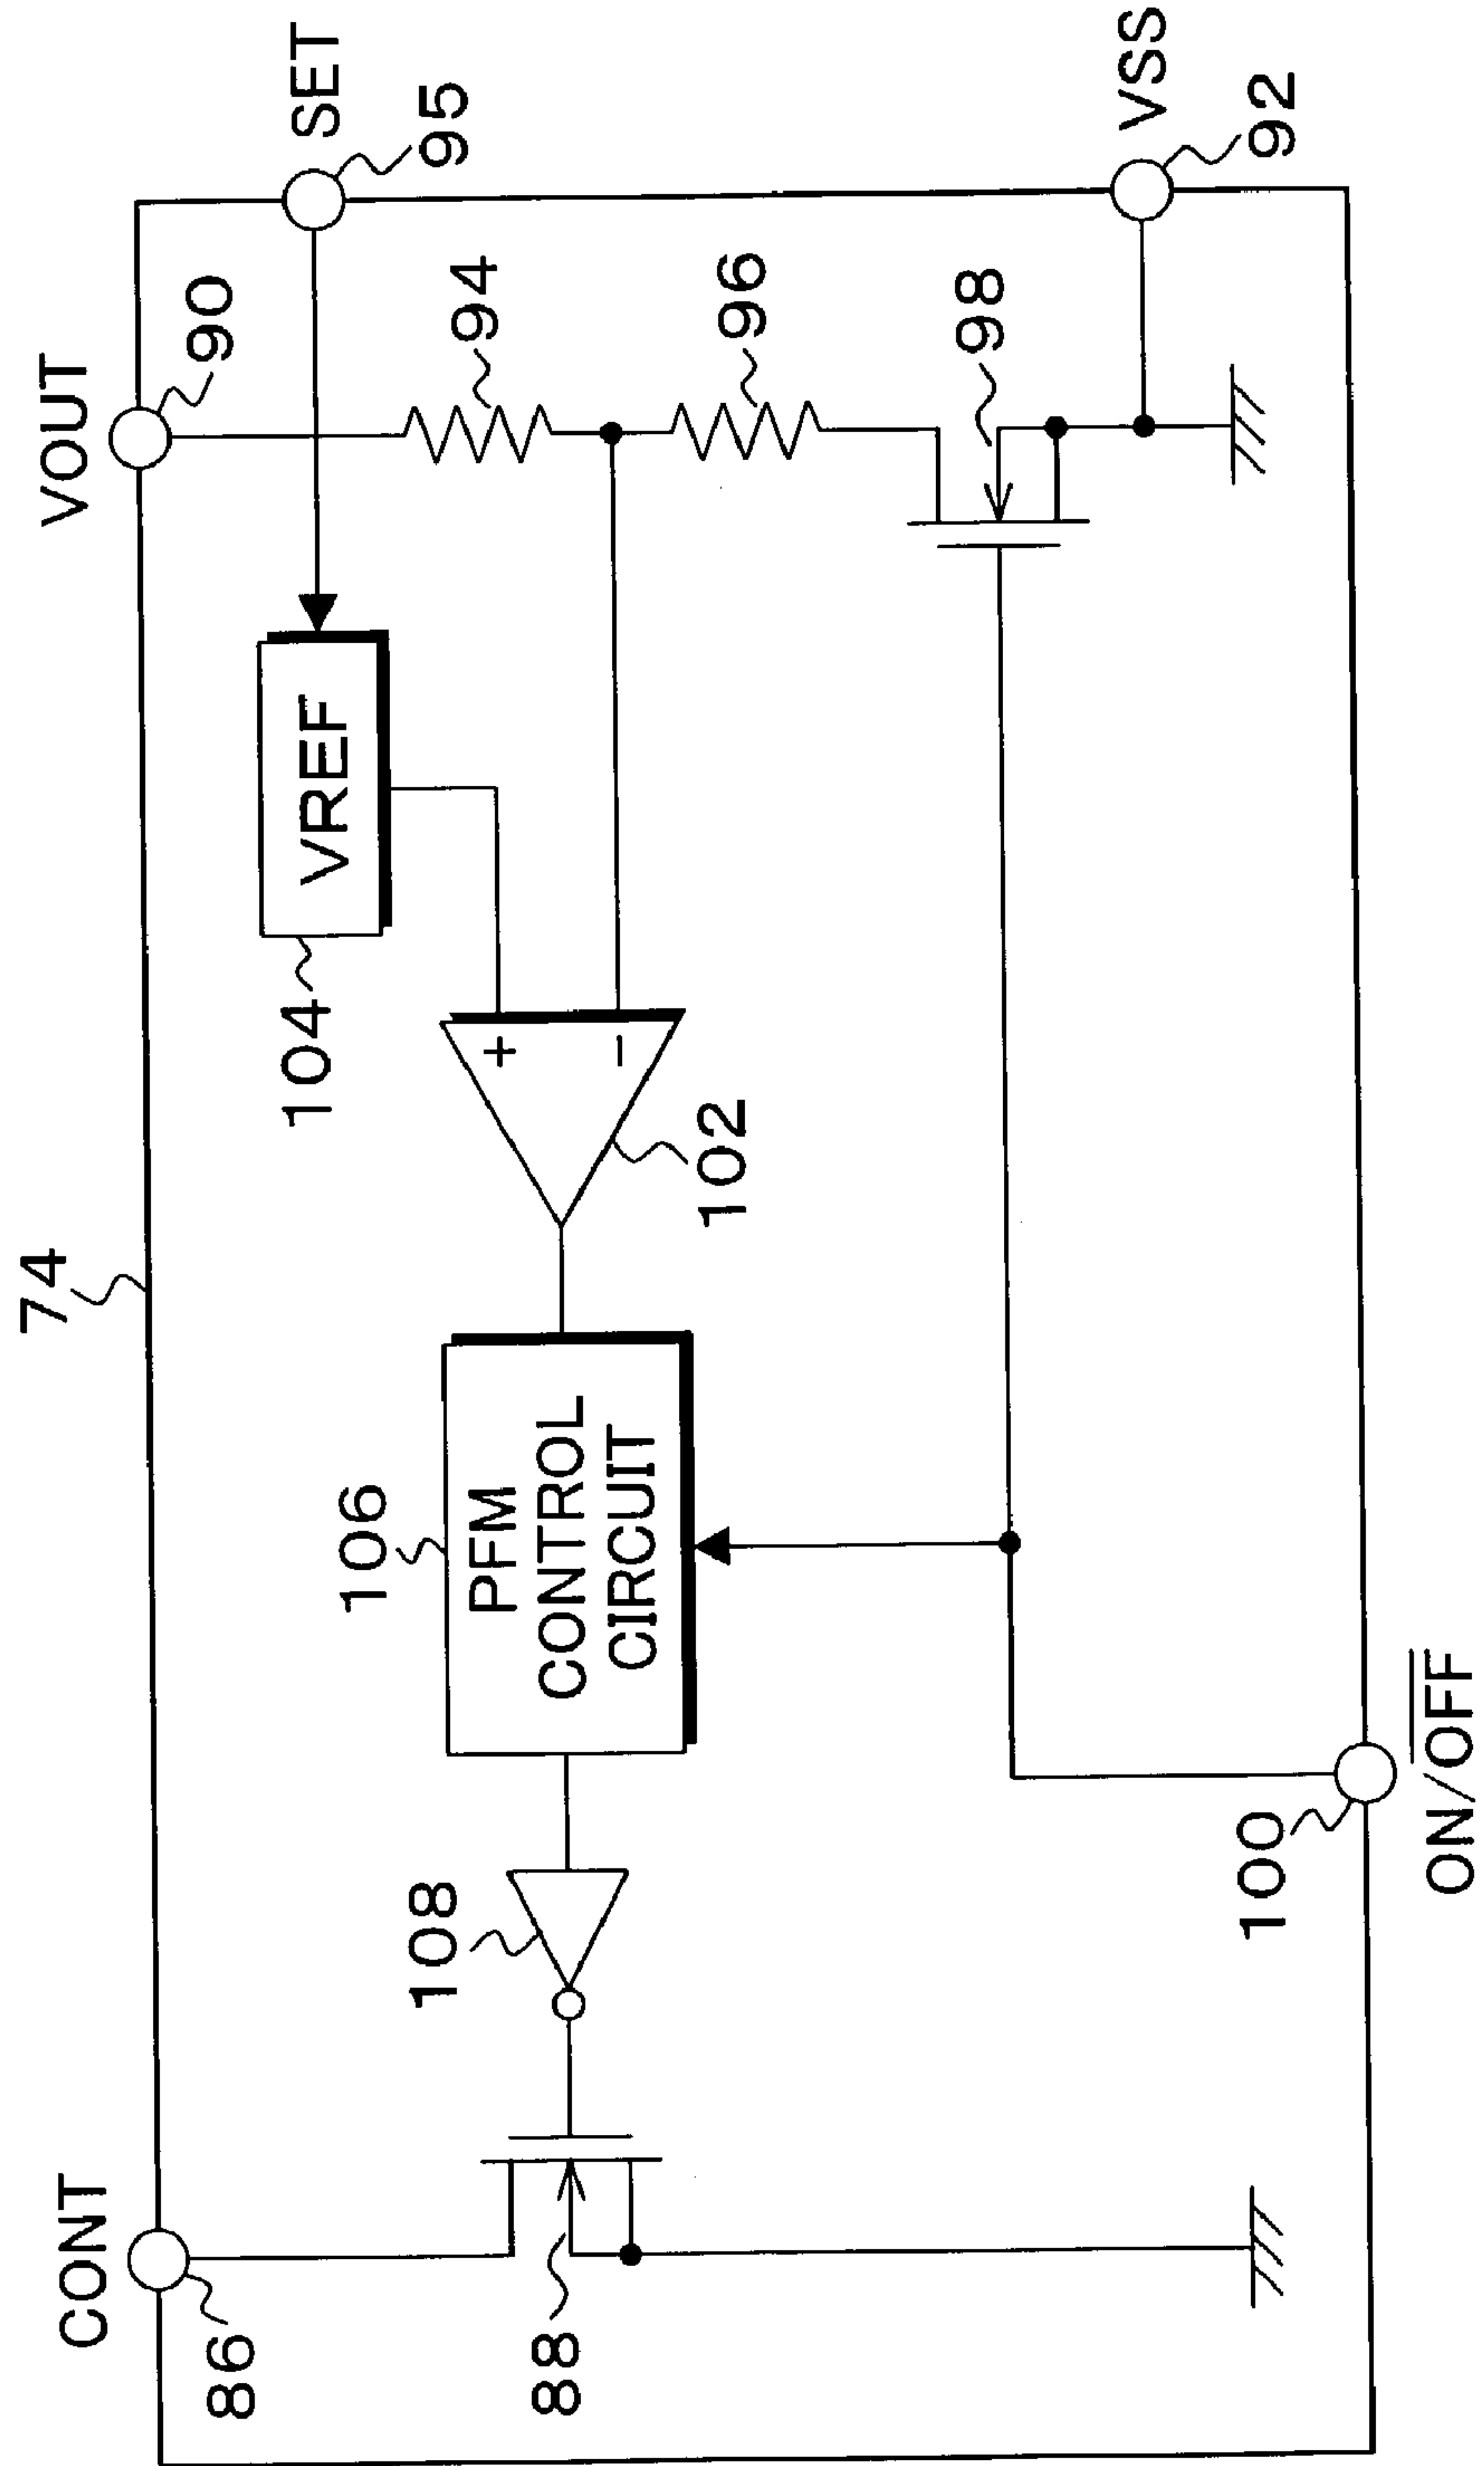 74
CONT
86
VOUT
90
SET
95
104
VREF
94
106
PFM
CONTROL
CIRCUIT
108
+
−
102
96
88
98
VSS
92
100
ON/O̅F̅F̅